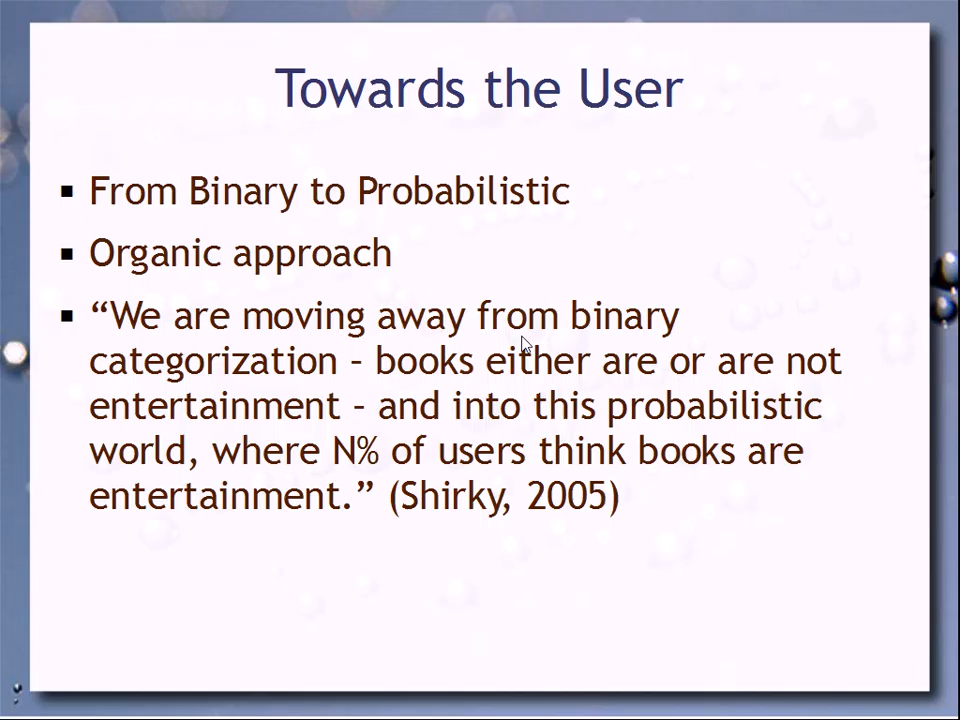 Towards the User
▪ From Binary to Probabilistic
▪ Organic approach
▪ “We are moving away from binary
categorization – books either are or are not
entertainment – and into this probabilistic
world, where N% of users think books are
entertainment.” (Shirky, 2005)